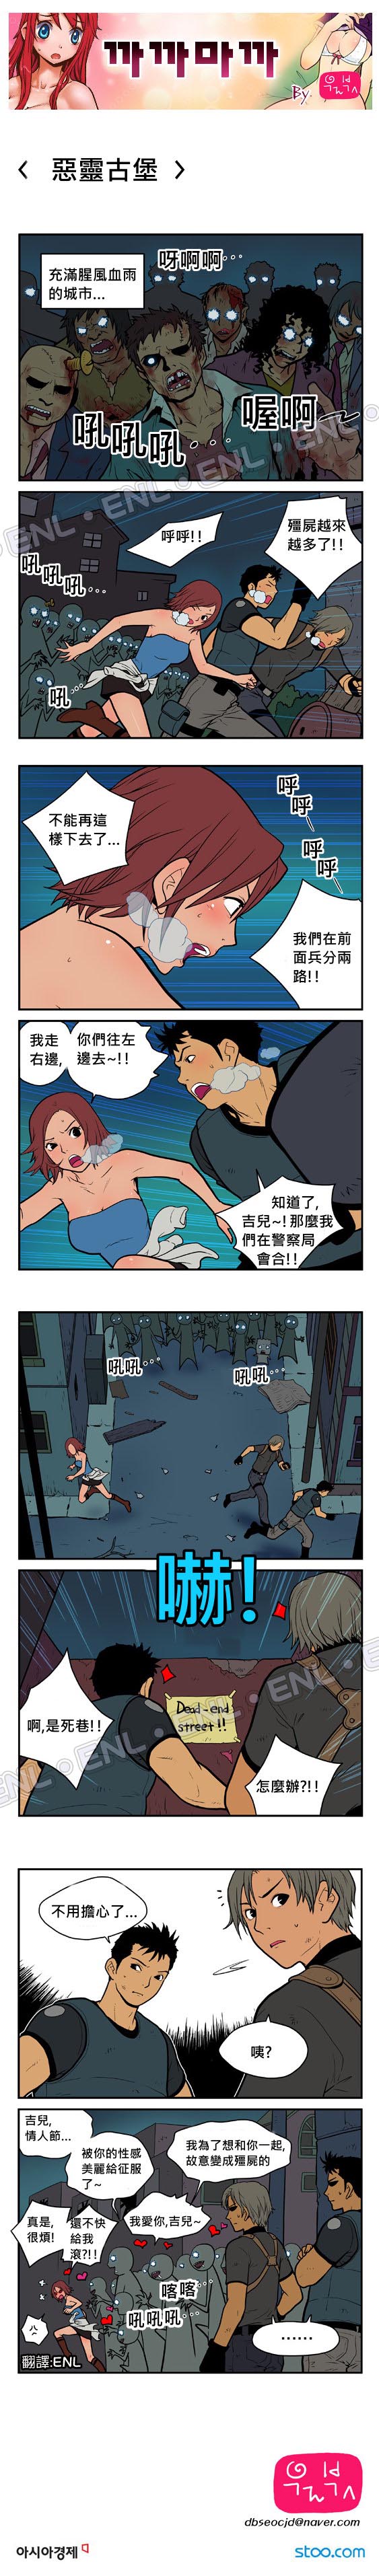 까까마까
By.
〈 惡靈古堡 〉
充滿腥風血雨
的城市...
呀啊啊...
吼吼吼....
喔啊~
呼呼!!
殭屍越來
越多了!!
吼吼吼...
吼...
ENL • ENL • ENL • ENL
不能再這
樣下去了...
呼呼~
呼呼~
我們在前
面兵分兩
路!!
我走
右邊,
你們往左
邊去~!!
知道了,
吉兒~! 那麼我
們在警察局
會合!!
吼吼...
吼吼...
嚇!
啊,是死巷!!
Dead-end
street!!
怎麼辦?!!
ENL • ENL • ENL • ENL
不用擔心了...
咦?
吉兒,
情人節...
被你的性感
美麗給征服
了~
我為了想和你一起,
故意變成殭屍的
真是,
很煩!
還不快
給我
滾?!!
我愛你,吉兒~
喀喀...
吼吼吼...
......
翻譯:ENL
dbseocjd@naver.com
아시아경제
stoo.com